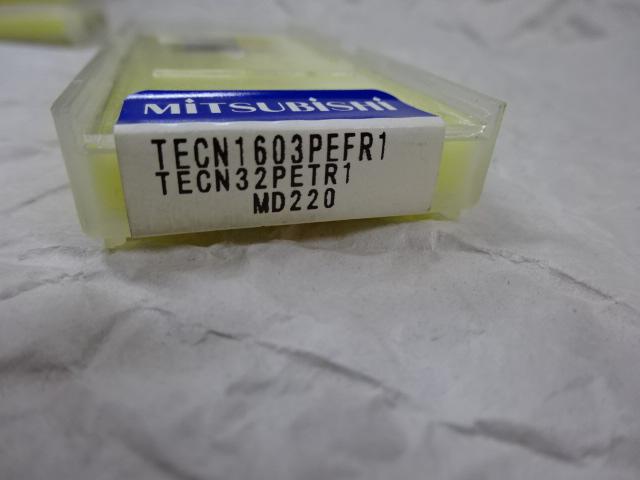 MiTSUBiSHi
TECN1603PEFR1
TECN32PETR1
MD220